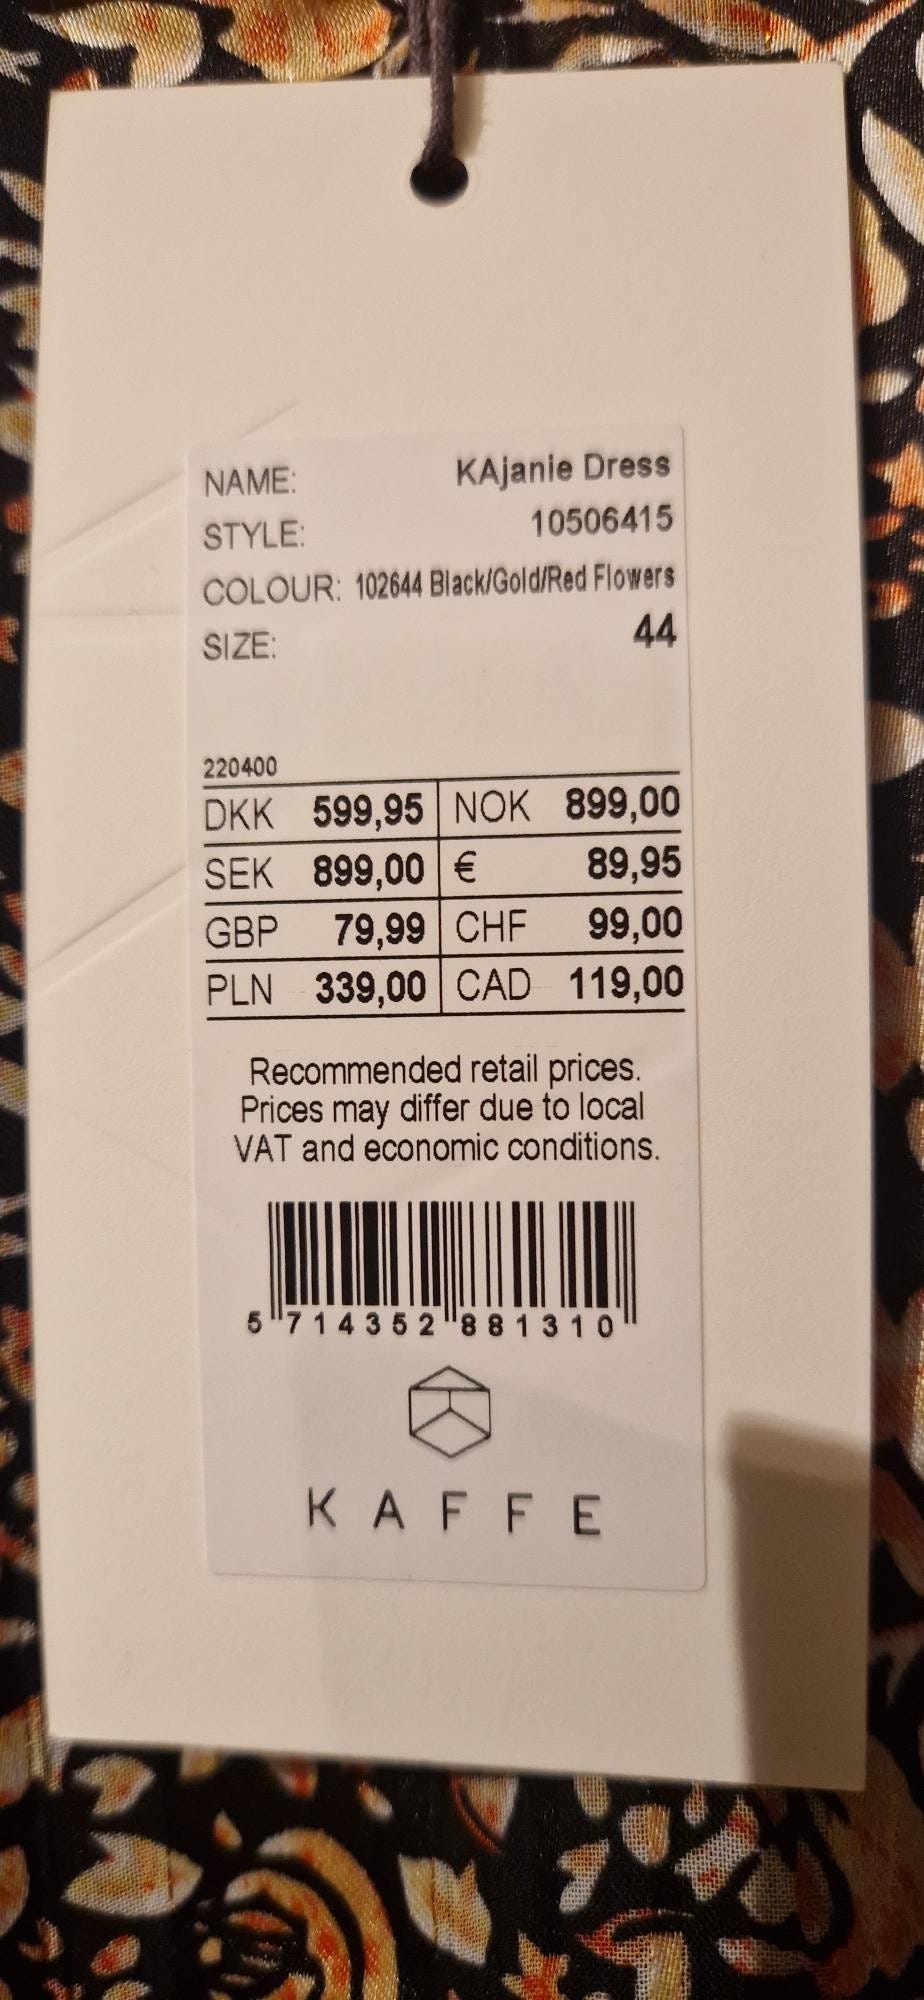 NAME: KAjanie Dress
STYLE: 10506415
COLOUR: 102644 Black/Gold/Red Flowers
SIZE: 44
220400
DKK 599,95 NOK 899,00
SEK 899,00 € 89,95
GBP 79,99 CHF 99,00
PLN 339,00 CAD 119,00
Recommended retail prices.
Prices may differ due to local
VAT and economic conditions.
5 714352 881310
KAFFE